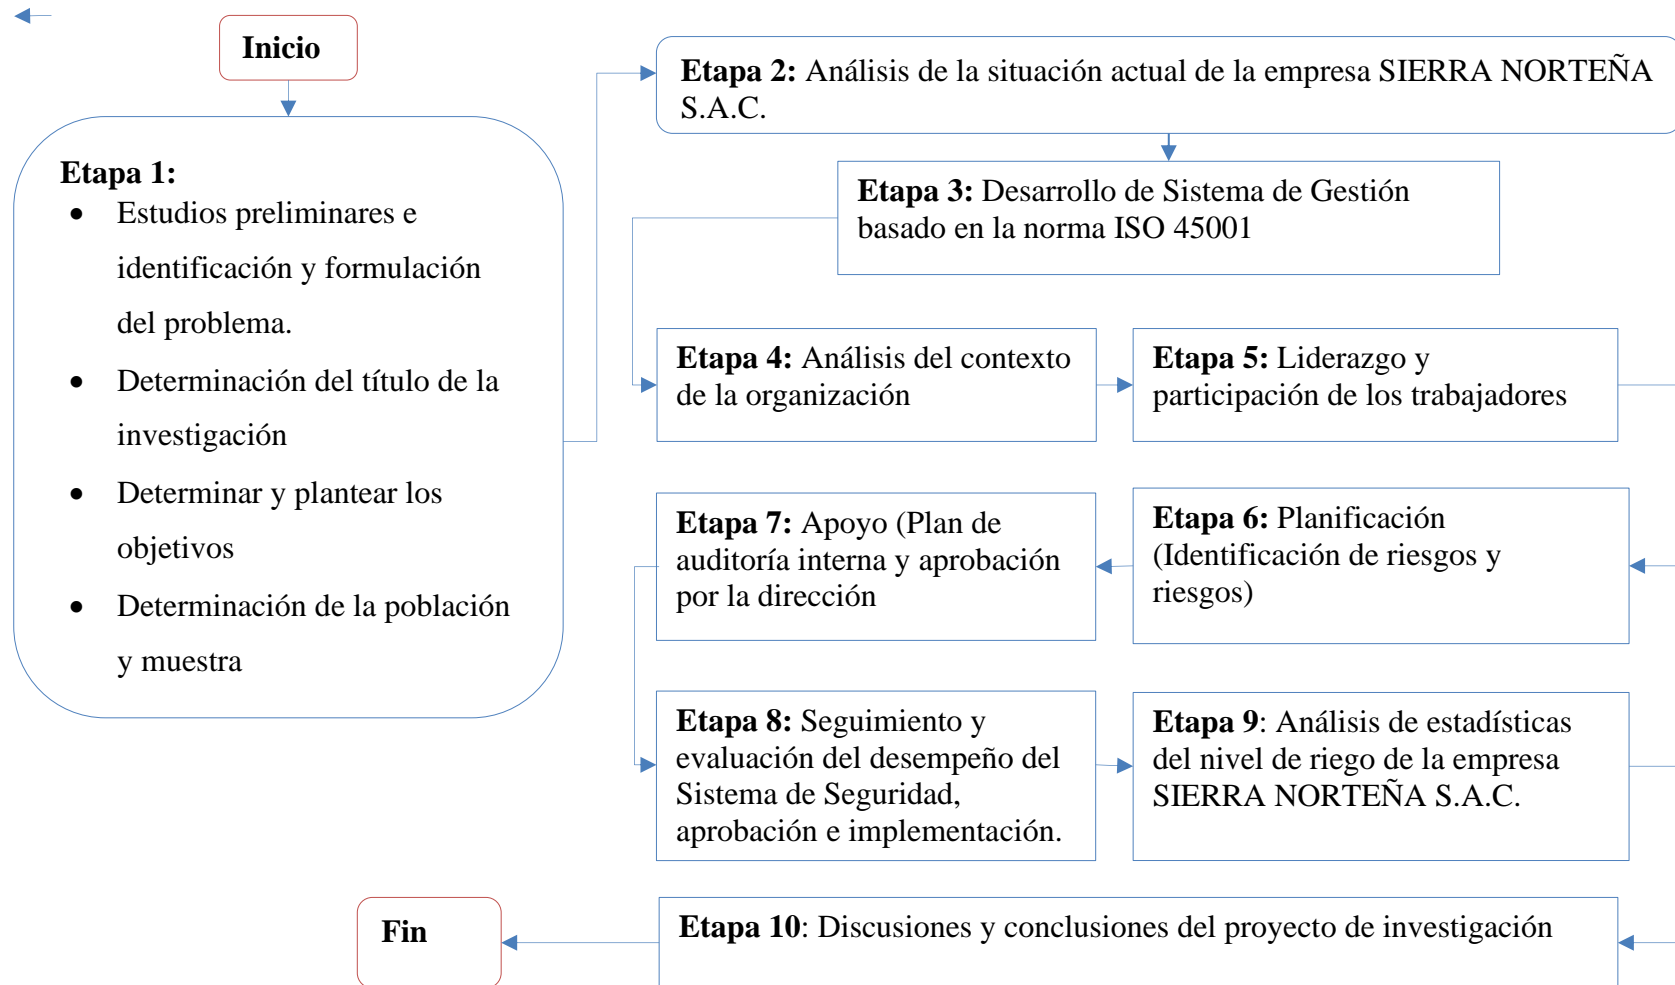 Inicio
Etapa 1:
• Estudios preliminares e
identificación y formulación
del problema.
• Determinación del título de la
investigación
• Determinar y plantear los
objetivos
• Determinación de la población
y muestra
Etapa 2: Análisis de la situación actual de la empresa SIERRA NORTEÑA
S.A.C.
Etapa 3: Desarrollo de Sistema de Gestión
basado en la norma ISO 45001
Etapa 4: Análisis del contexto
de la organización
Etapa 5: Liderazgo y
participación de los trabajadores
Etapa 6: Planificación
(Identificación de riesgos y
riesgos)
Etapa 7: Apoyo (Plan de
auditoría interna y aprobación
por la dirección
Etapa 8: Seguimiento y
evaluación del desempeño del
Sistema de Seguridad,
aprobación e implementación.
Etapa 9: Análisis de estadísticas
del nivel de riego de la empresa
SIERRA NORTEÑA S.A.C.
Etapa 10: Discusiones y conclusiones del proyecto de investigación
Fin